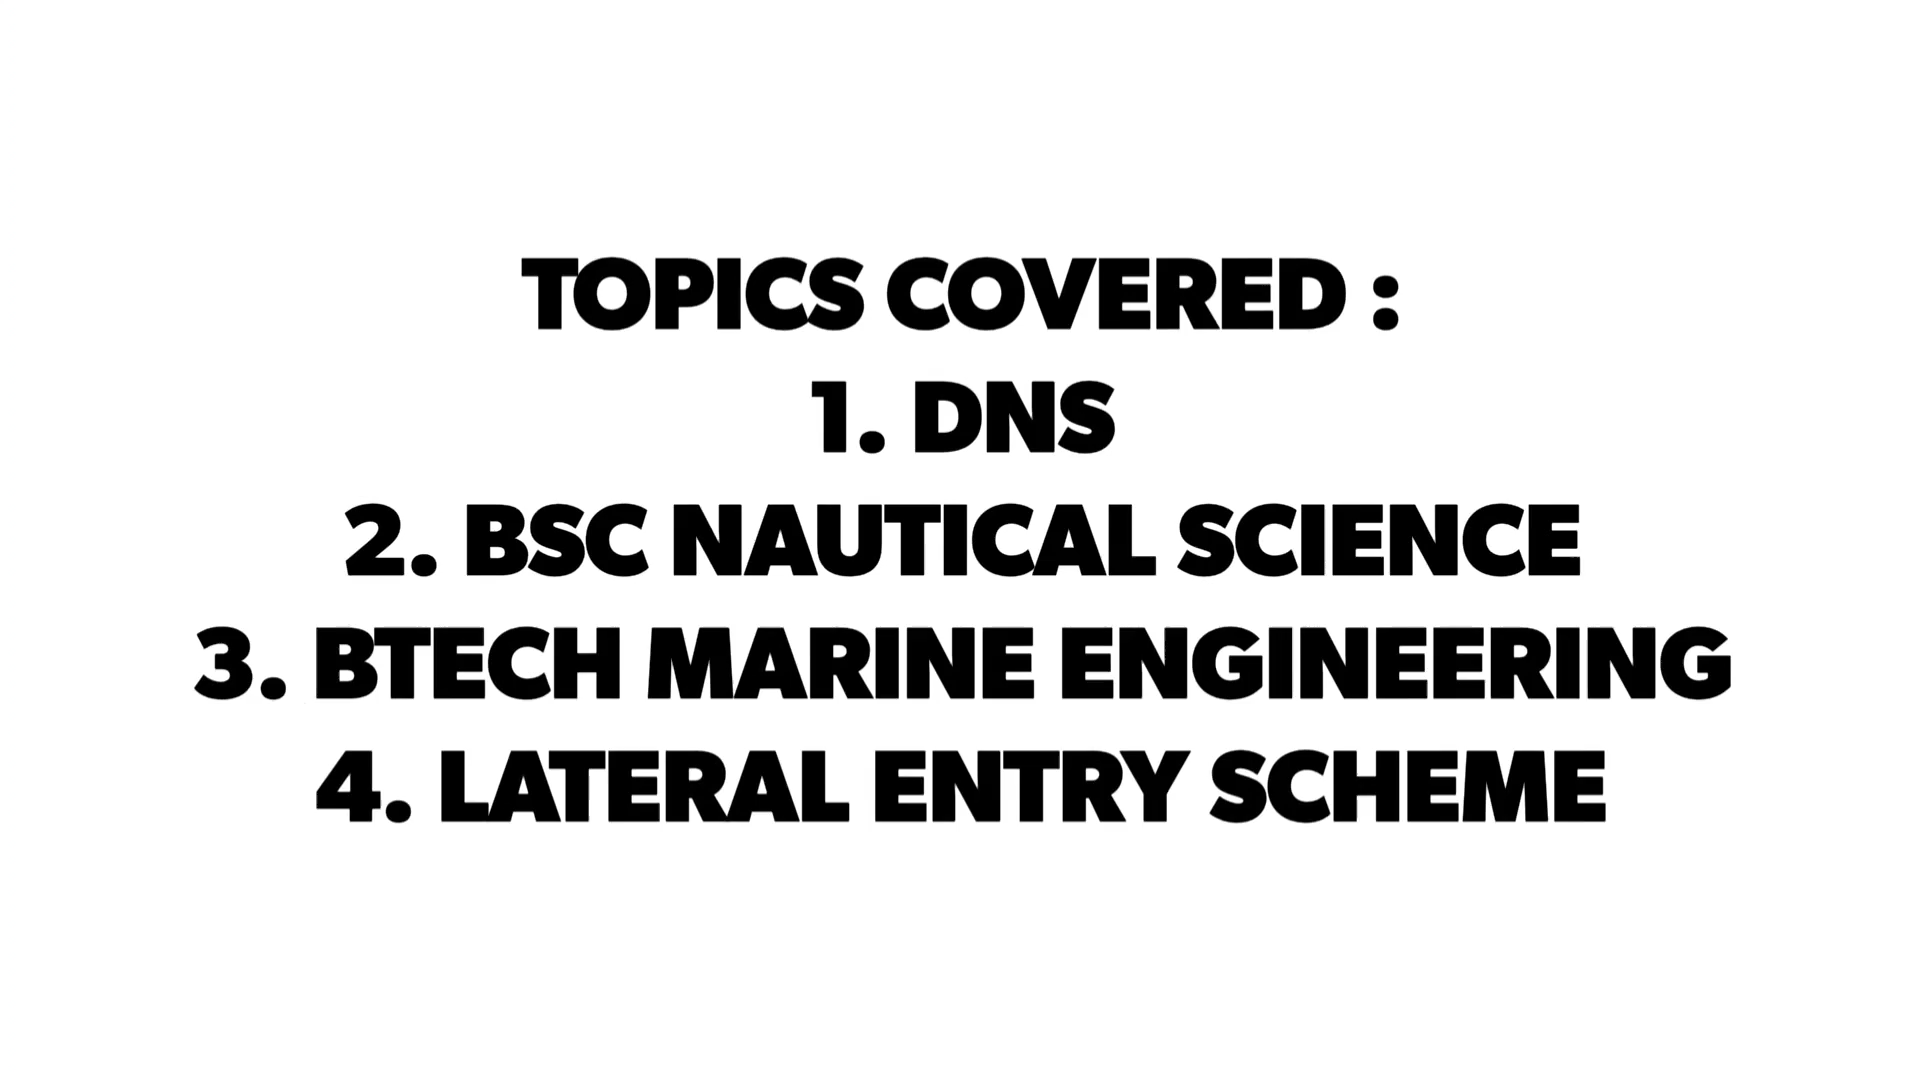 TOPICS COVERED :
1. DNS
2. BSC NAUTICAL SCIENCE
3. BTECH MARINE ENGINEERING
4. LATERAL ENTRY SCHEME